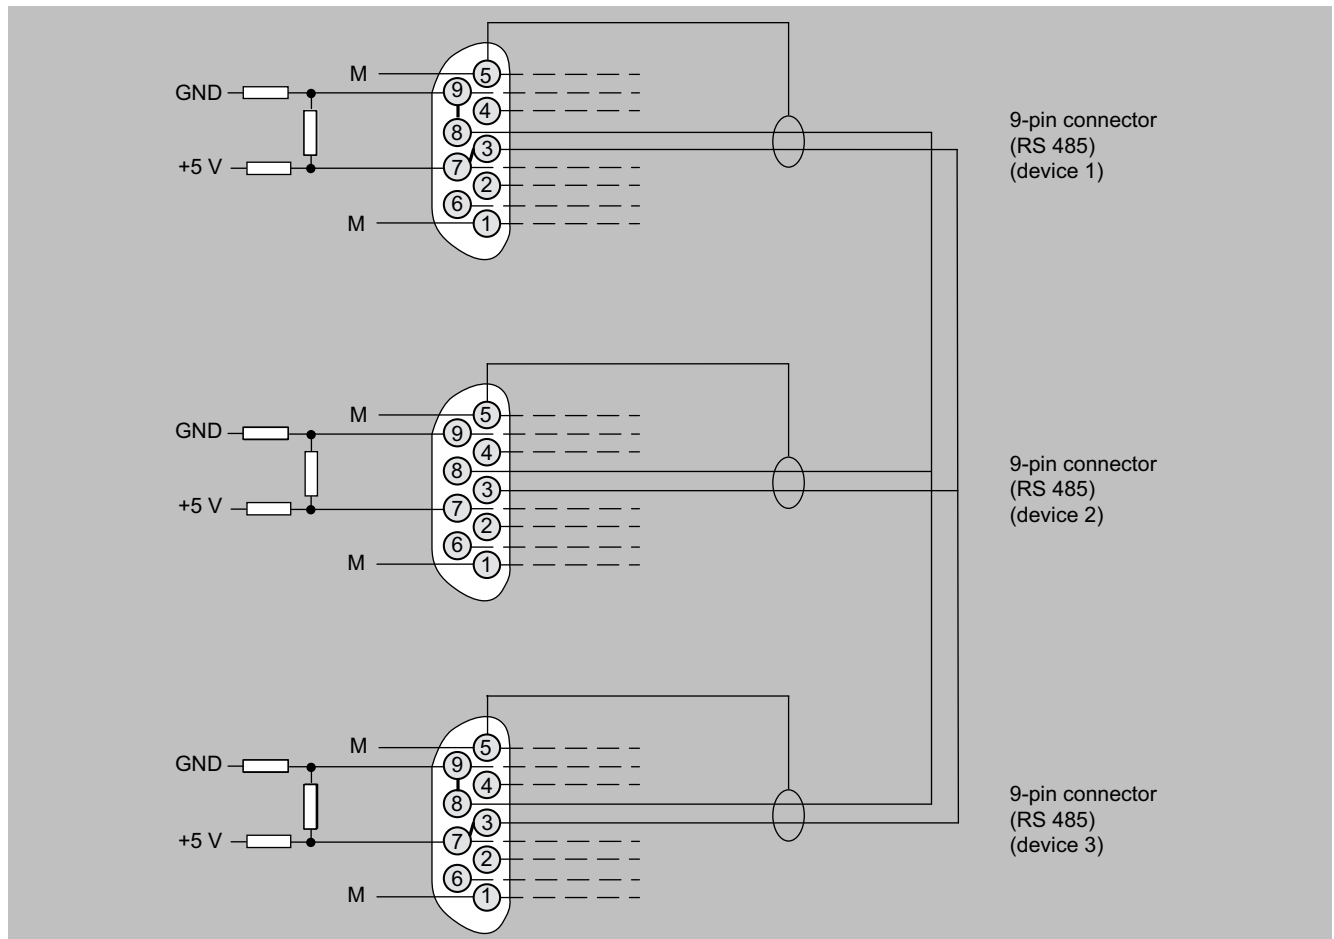 M
5
9
GND
4
8
3
+5 V
7
2
6
M
1
9-pin connector
(RS 485)
(device 1)
M
5
GND
9
4
8
3
+5 V
7
2
6
M
1
9-pin connector
(RS 485)
(device 2)
M
5
GND
9
4
8
3
+5 V
7
2
6
M
1
9-pin connector
(RS 485)
(device 3)